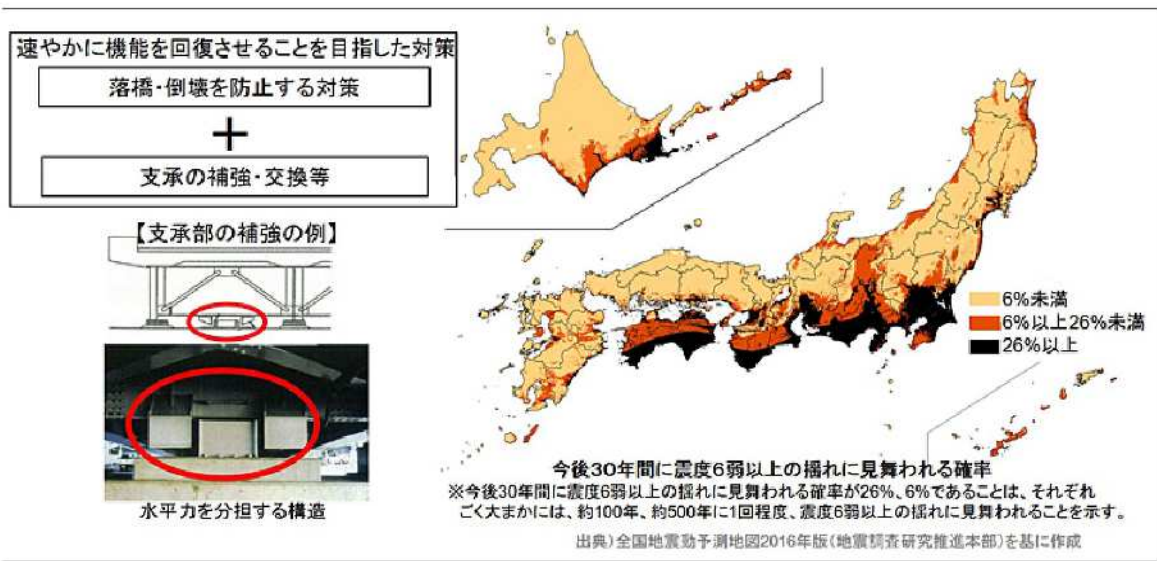 速やかに機能を回復させることを目指した対策
落橋・倒壊を防止する対策
＋
支承の補強・交換等
【支承部の補強の例】
水平力を分担する構造
6%未満
6%以上26%未満
26%以上
今後30年間に震度6弱以上の揺れに見舞われる確率
※今後30年間に震度6弱以上の揺れに見舞われる確率が26%、6%であることは、それぞれ
ごく大まかには、約100年、約500年に1回程度、震度6弱以上の揺れに見舞われることを示す。
出典）全国地震動予測地図2016年版（地震調査研究推進本部）を基に作成